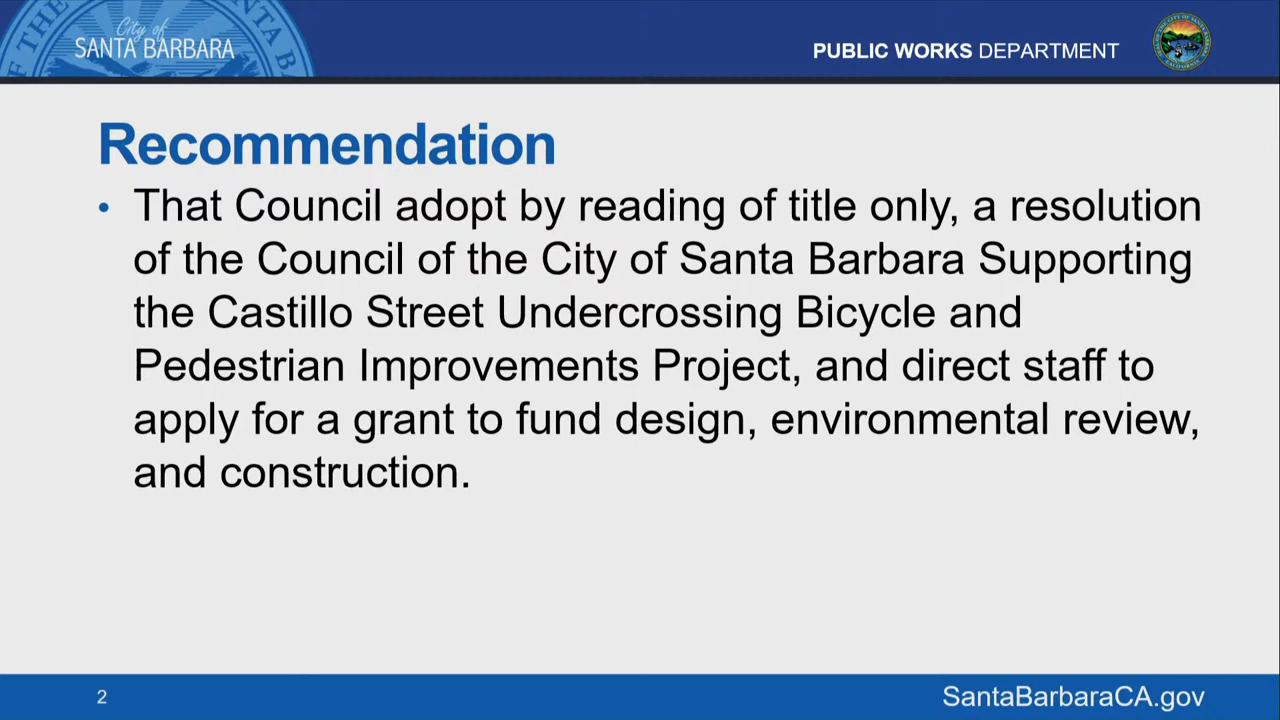 City of
SANTA BARBARA
PUBLIC WORKS DEPARTMENT
Recommendation
• That Council adopt by reading of title only, a resolution
of the Council of the City of Santa Barbara Supporting
the Castillo Street Undercrossing Bicycle and
Pedestrian Improvements Project, and direct staff to
apply for a grant to fund design, environmental review,
and construction.
2
SantaBarbaraCA.gov